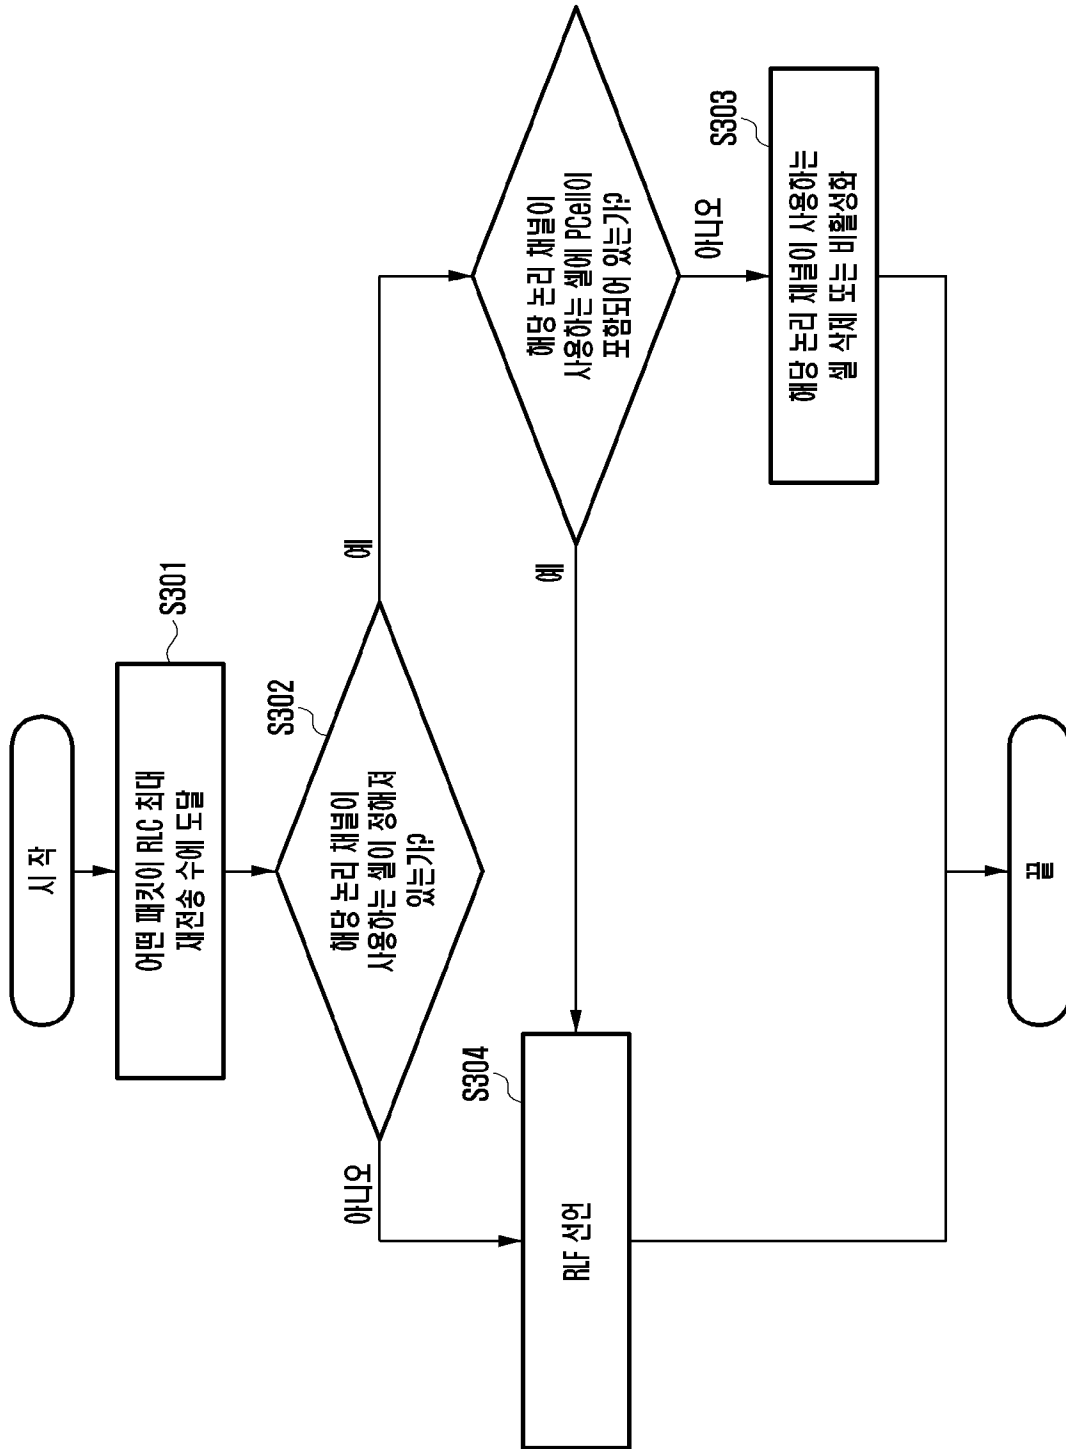 시작
S301
어떤 패킷이 RLC 최대
재전송 수에 도달
S302
해당 논리 채널이
사용하는 셀이 정해져
있는가?
아니오
예
해당 논리 채널이
사용하는 셀에 PCell이
포함되어 있는가?
예
아니오
S303
해당 논리 채널이 사용하는
셀 삭제 또는 비활성화
S304
RLF 선언
끝